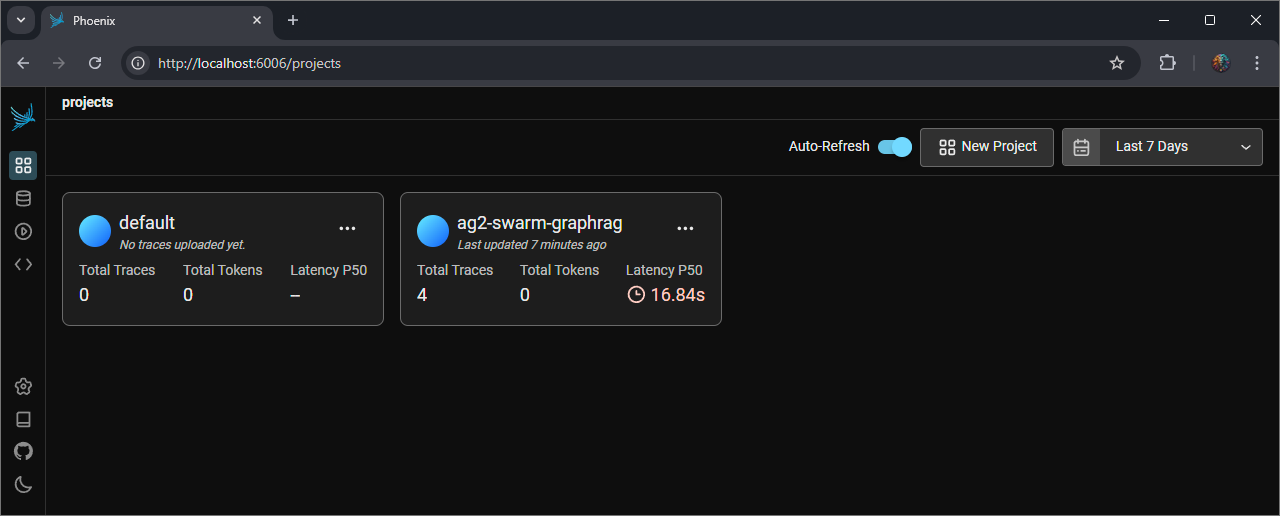 Phoenix
http://localhost:6006/projects
projects
Auto-Refresh
New Project
Last 7 Days
default
No traces uploaded yet.
Total Traces Total Tokens Latency P50
0 0 --
ag2-swarm-graphrag
Last updated 7 minutes ago
Total Traces Total Tokens Latency P50
4 0 16.84s